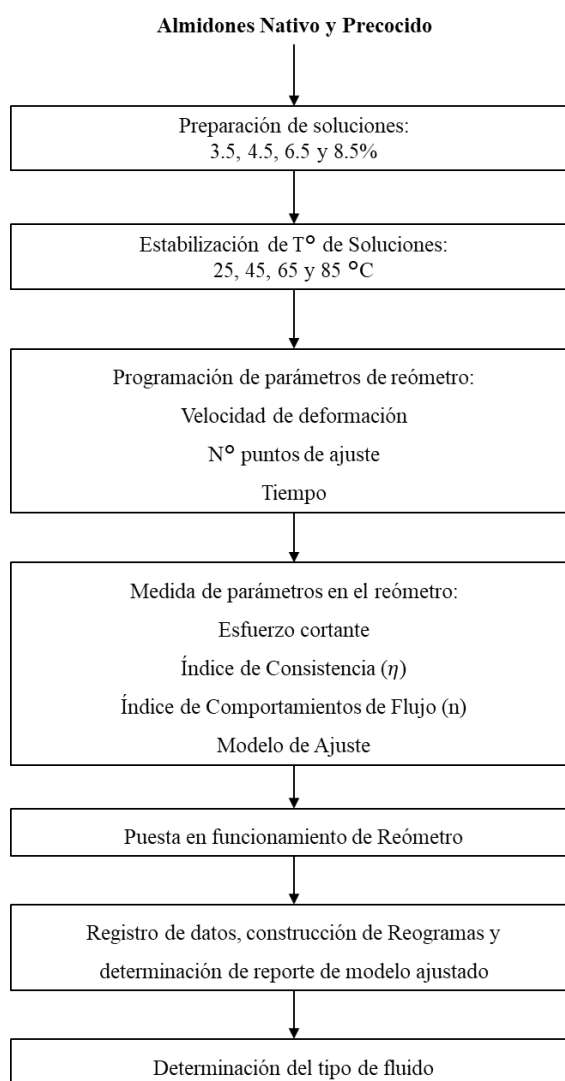 Almidones Nativo y Precocido
Preparación de soluciones:
3.5, 4.5, 6.5 y 8.5%
Estabilización de T° de Soluciones:
25, 45, 65 y 85 °C
Programación de parámetros de reómetro:
Velocidad de deformación
N° puntos de ajuste
Tiempo
Medida de parámetros en el reómetro:
Esfuerzo cortante
Índice de Consistencia (η)
Índice de Comportamientos de Flujo (n)
Modelo de Ajuste
Puesta en funcionamiento de Reómetro
Registro de datos, construcción de Reogramas y
determinación de reporte de modelo ajustado
Determinación del tipo de fluido